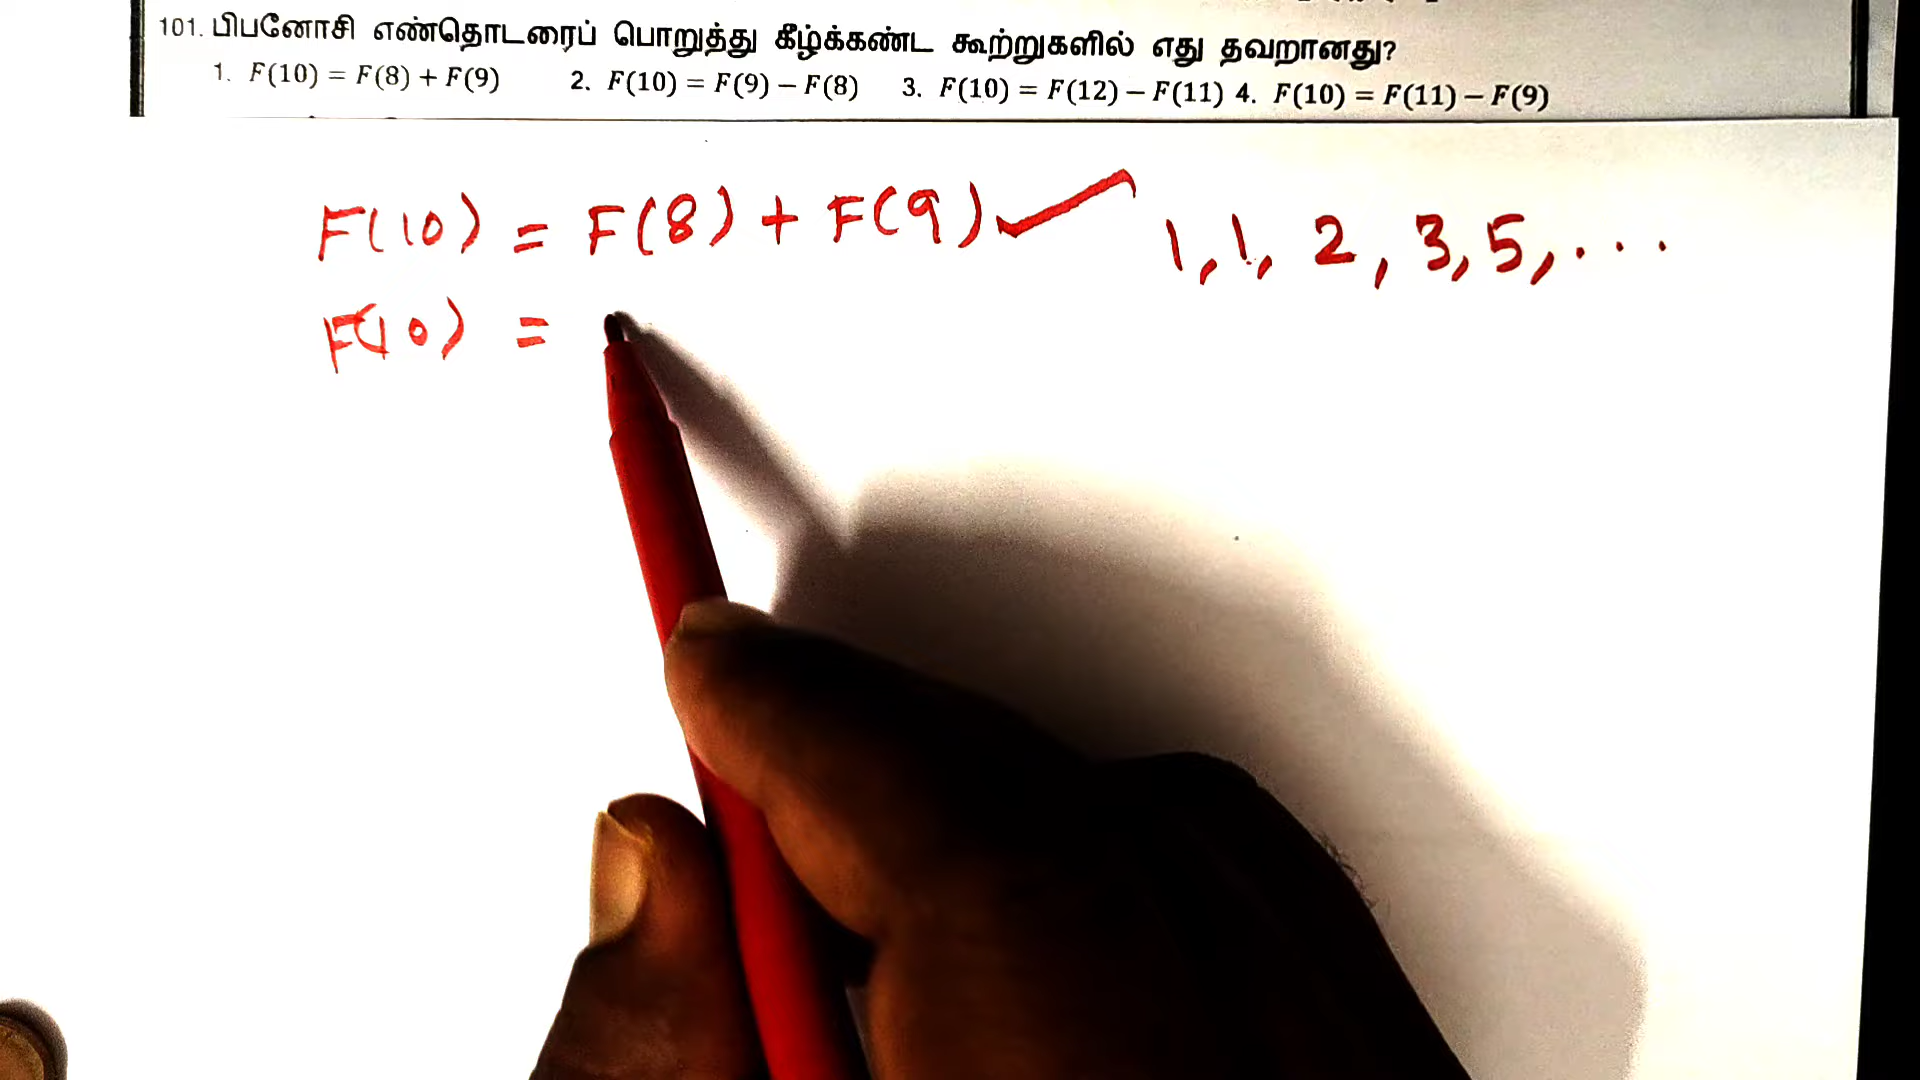 101. பிபனோசி எண்தொடரைப் பொறுத்து கீழ்க்கண்ட கூற்றுகளில் எது தவறானது?
1. F(10) = F(8) + F(9) 2. F(10) = F(9) − F(8) 3. F(10) = F(12) − F(11) 4. F(10) = F(11) − F(9)
F(10) = F(8) + F(9) ✓ 1, 1, 2, 3, 5, ...
F(10) =